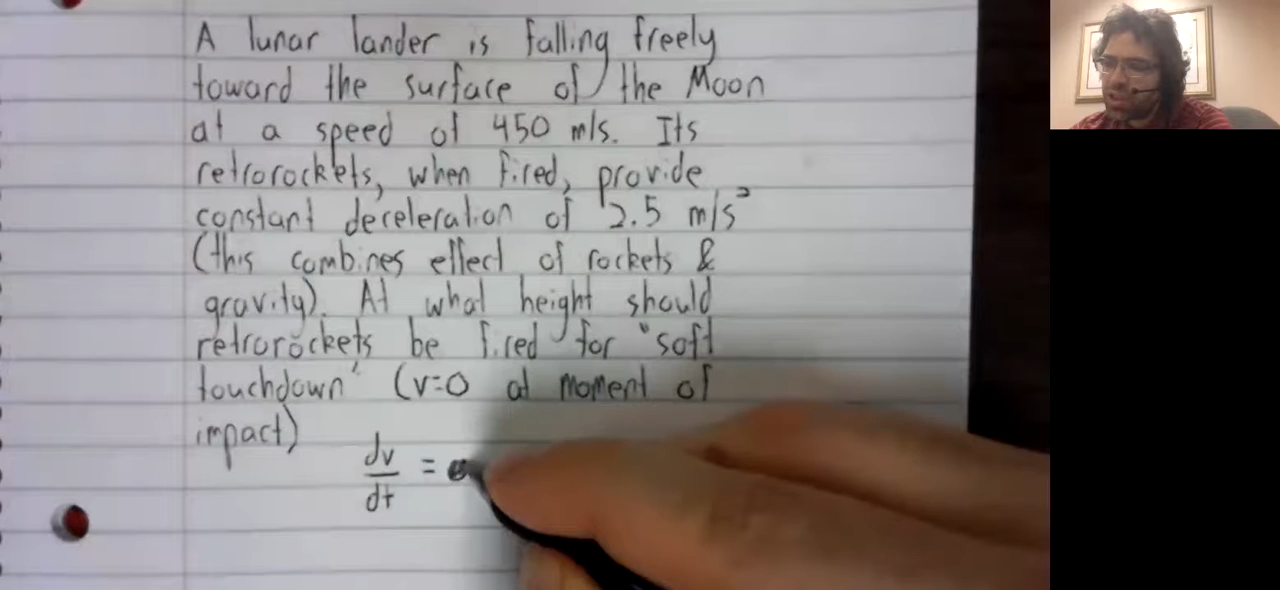 A lunar lander is falling freely
toward the surface of the Moon
at a speed of 450 m/s. Its
retrorockets, when fired, provide
constant deceleration of 2.5 m/s²
(this combines effect of rockets &
gravity). At what height should
retrorockets be fired for "soft
touchdown" (v=0 at moment of
impact)
dv/dt =